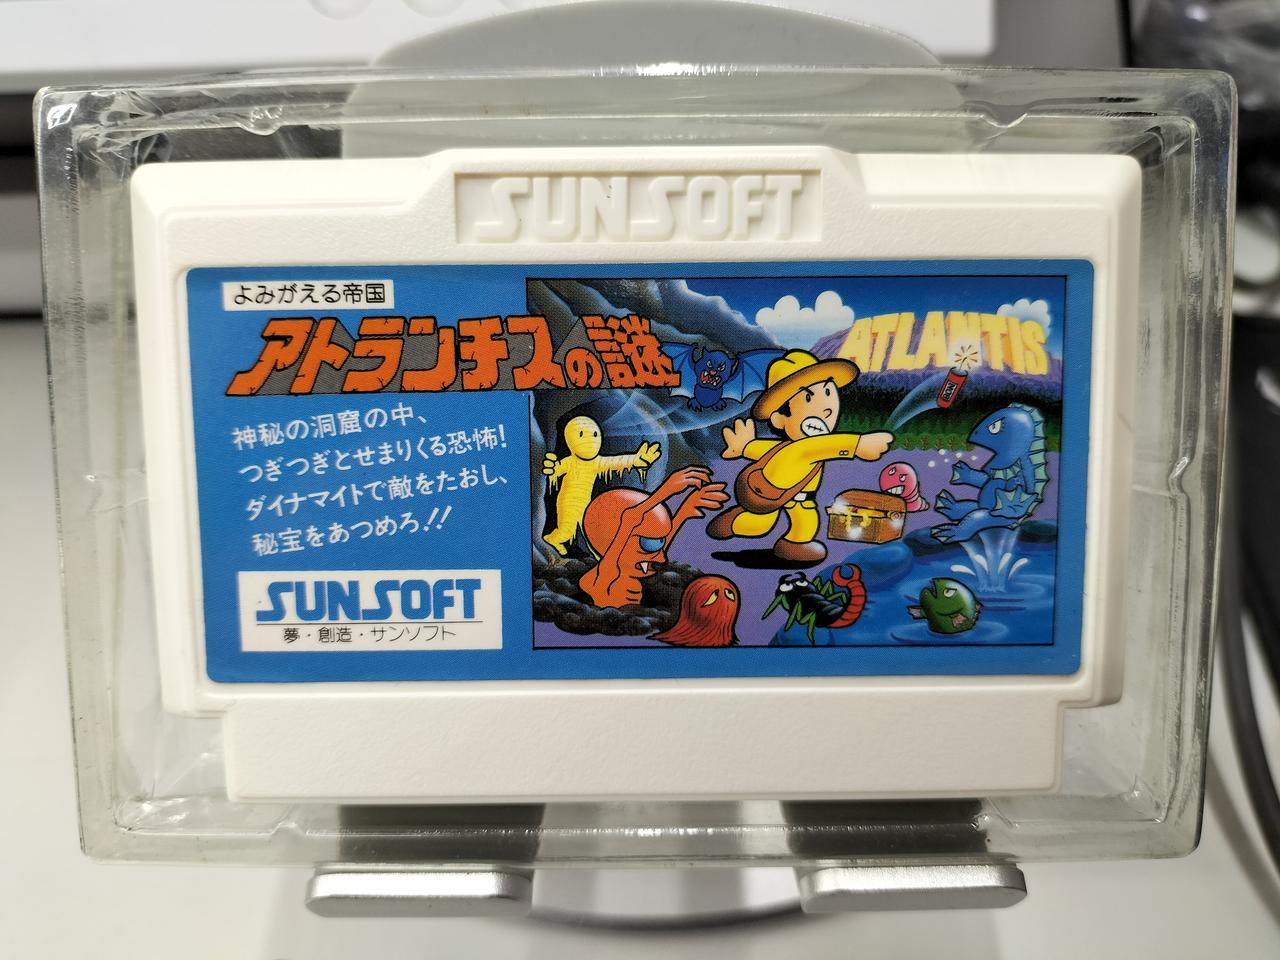 SUNSOFT
よみがえる帝国
アトランチスの謎
ATLANTIS
神秘の洞窟の中、
つぎつぎとせまりくる恐怖!
ダイナマイトで敵をたおし、
秘宝をあつめろ!!
SUNSOFT
夢・創造・サンソフト